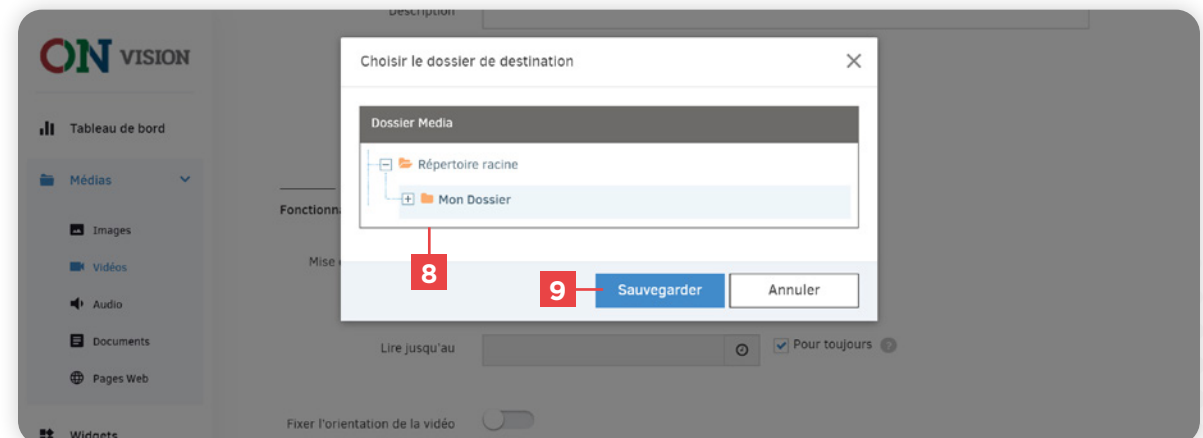 Description
ON VISION
Choisir le dossier de destination
Dossier Media
Tableau de bord
Répertoire racine
Médias
Mon Dossier
Fonctionn
Images
Mise
8
Vidéos
9
Sauvegarder
Annuler
Audio
Documents
Lire jusqu'au
Pour toujours
?
Pages Web
Fixer l'orientation de la vidéo
Widgets